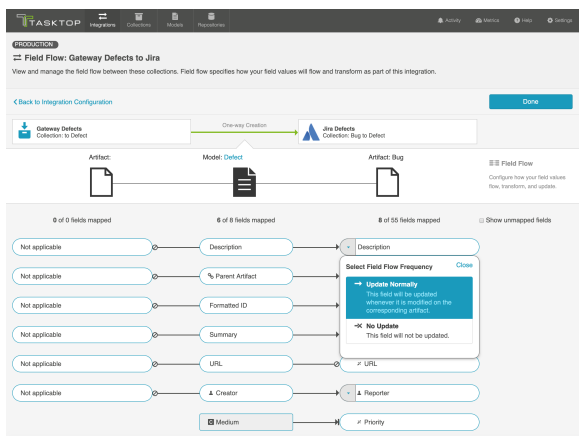 TASKTOP
Integrations
Collections
Models
Repositories
Activity
Metrics
Help
Settings
PRODUCTION
Field Flow: Gateway Defects to Jira
View and manage the field flow between these collections. Field flow specifies how your field values will flow and transform as part of this integration.
Back to Integration Configuration
Done
Gateway Defects
Collection: to Defect
One-way Creation
Jira Defects
Collection: Bug to Defect
Artifact:
Model: Defect
Artifact: Bug
Field Flow
Configure how your field values
flow, transform, and update.
0 of 0 fields mapped
6 of 8 fields mapped
8 of 55 fields mapped
Show unmapped fields
Not applicable
Description
Description
Select Field Flow Frequency
Close
Update Normally
This field will be updated
whenever it is modified on the
corresponding artifact.
No Update
This field will not be updated.
Not applicable
Parent Artifact
Not applicable
Formatted ID
Not applicable
Summary
Not applicable
URL
URL
Not applicable
Creator
Reporter
Medium
Priority